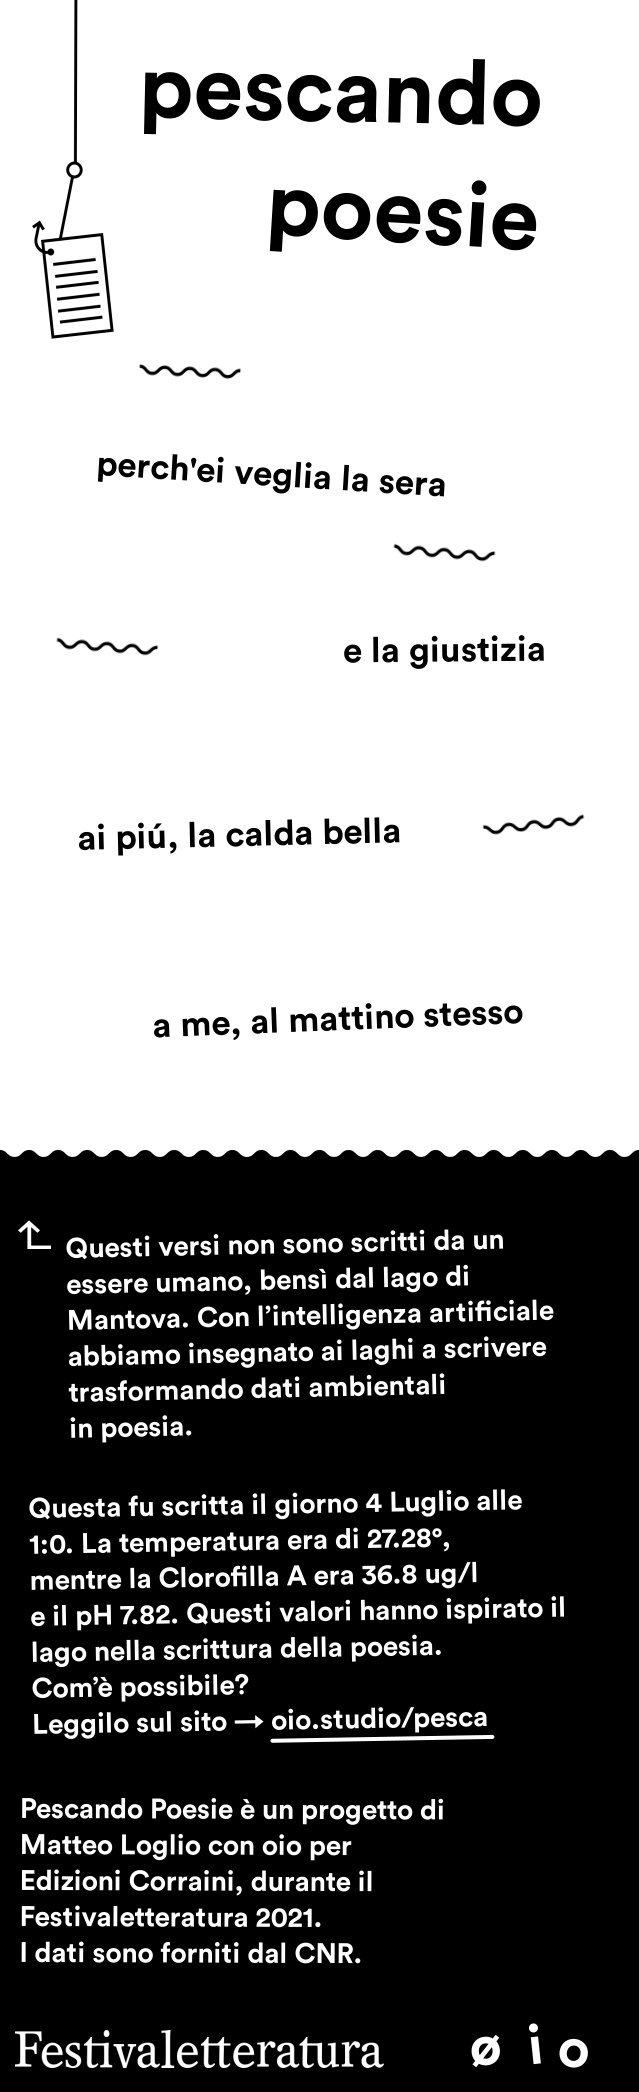 pescando
poesie
perch'ei veglia la sera
e la giustizia
ai piú, la calda bella
a me, al mattino stesso
Questi versi non sono scritti da un
essere umano, bensì dal lago di
Mantova. Con l’intelligenza artificiale
abbiamo insegnato ai laghi a scrivere
trasformando dati ambientali
in poesia.
Questa fu scritta il giorno 4 Luglio alle
1:0. La temperatura era di 27.28°,
mentre la Clorofilla A era 36.8 ug/l
e il pH 7.82. Questi valori hanno ispirato il
lago nella scrittura della poesia.
Com’è possibile?
Leggilo sul sito → oio.studio/pesca
Pescando Poesie è un progetto di
Matteo Loglio con oio per
Edizioni Corraini, durante il
Festivaletteratura 2021.
I dati sono forniti dal CNR.
Festivaletteratura øio